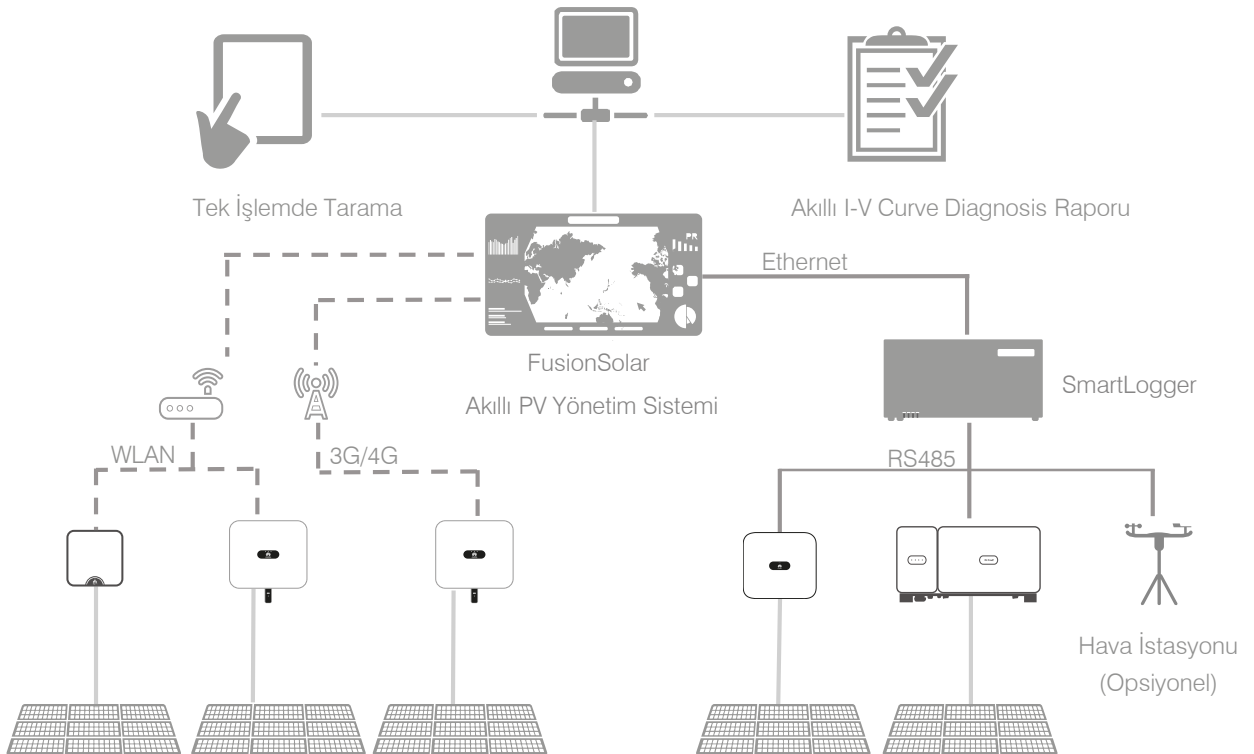 Tek İşlemde Tarama
Akıllı I-V Curve Diagnosis Raporu
PR
Ethernet
FusionSolar
Akıllı PV Yönetim Sistemi
SmartLogger
WLAN
3G/4G
RS485
Hava İstasyonu
(Opsiyonel)